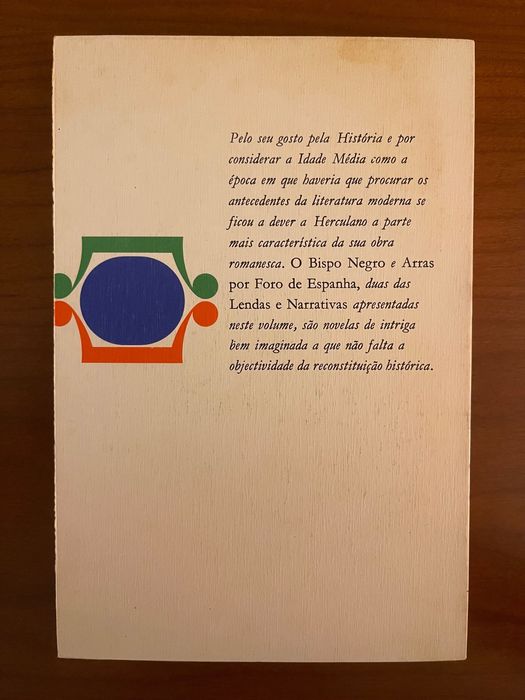 Pelo seu gosto pela História e por
considerar a Idade Média como a
época em que haveria que procurar os
antecedentes da literatura moderna se
ficou a dever a Herculano a parte
mais característica da sua obra
romanesca. O Bispo Negro e Arras
por Foro de Espanha, duas das
Lendas e Narrativas apresentadas
neste volume, são novelas de intriga
bem imaginada a que não falta a
objectividade da reconstituição histórica.